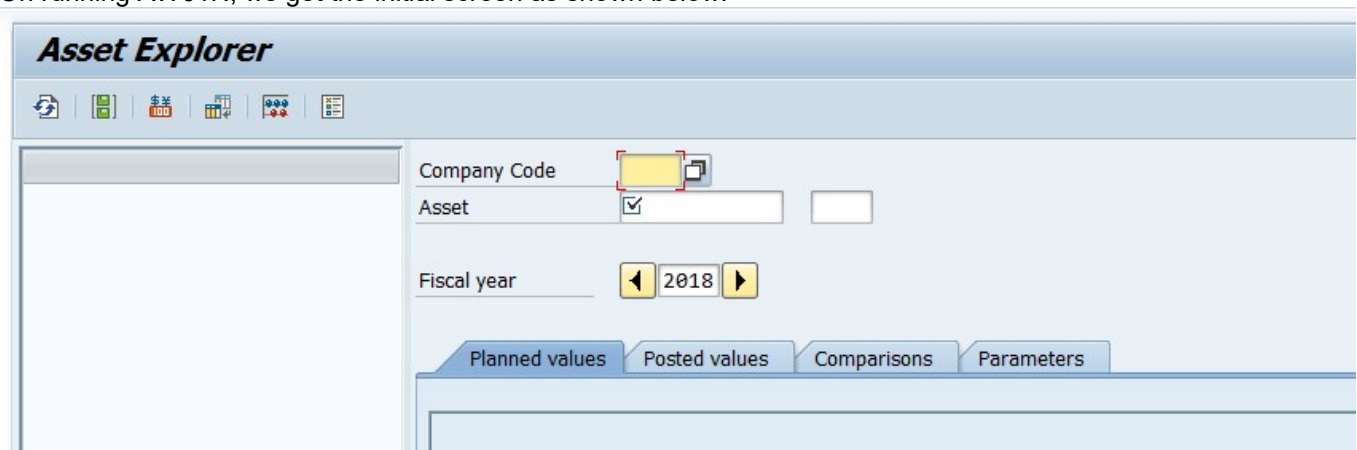 Asset Explorer
Company Code
Asset
Fiscal year 2018
Planned values Posted values Comparisons Parameters